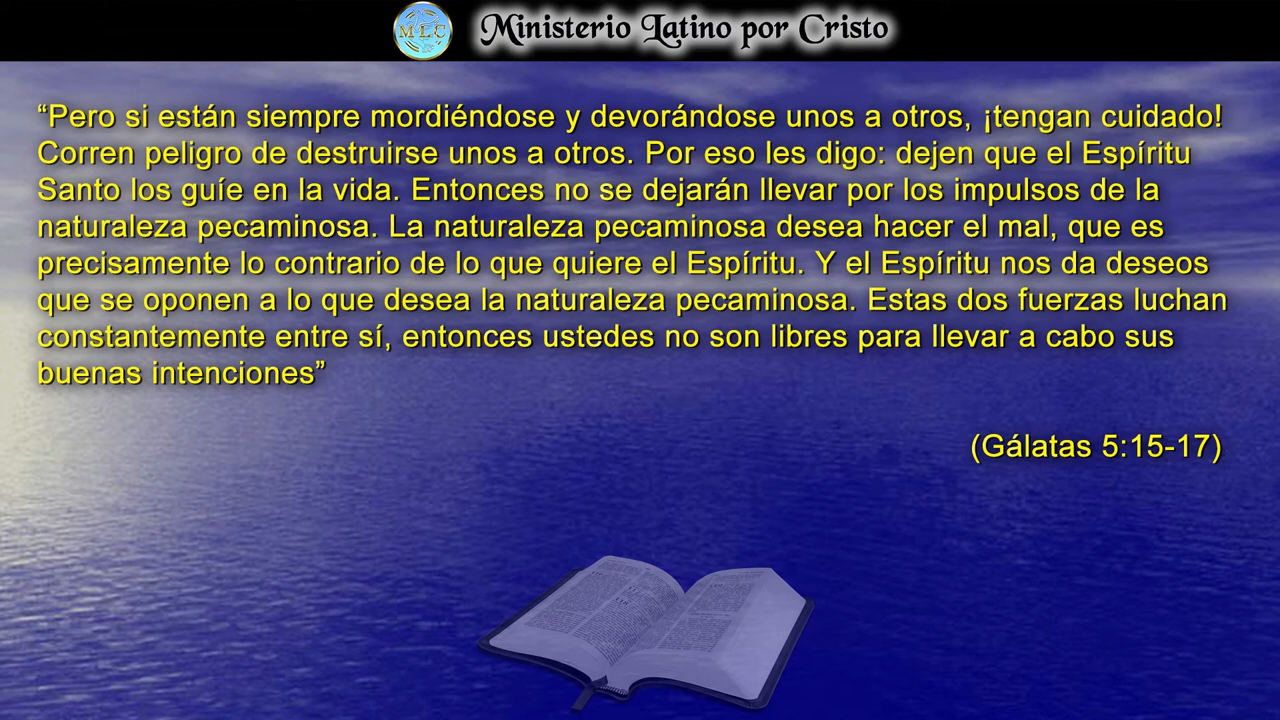 MLC
Ministerio Latino por Cristo
“Pero si están siempre mordiéndose y devorándose unos a otros, ¡tengan cuidado!
Corren peligro de destruirse unos a otros. Por eso les digo: dejen que el Espíritu
Santo los guíe en la vida. Entonces no se dejarán llevar por los impulsos de la
naturaleza pecaminosa. La naturaleza pecaminosa desea hacer el mal, que es
precisamente lo contrario de lo que quiere el Espíritu. Y el Espíritu nos da deseos
que se oponen a lo que desea la naturaleza pecaminosa. Estas dos fuerzas luchan
constantemente entre sí, entonces ustedes no son libres para llevar a cabo sus
buenas intenciones”
(Gálatas 5:15-17)